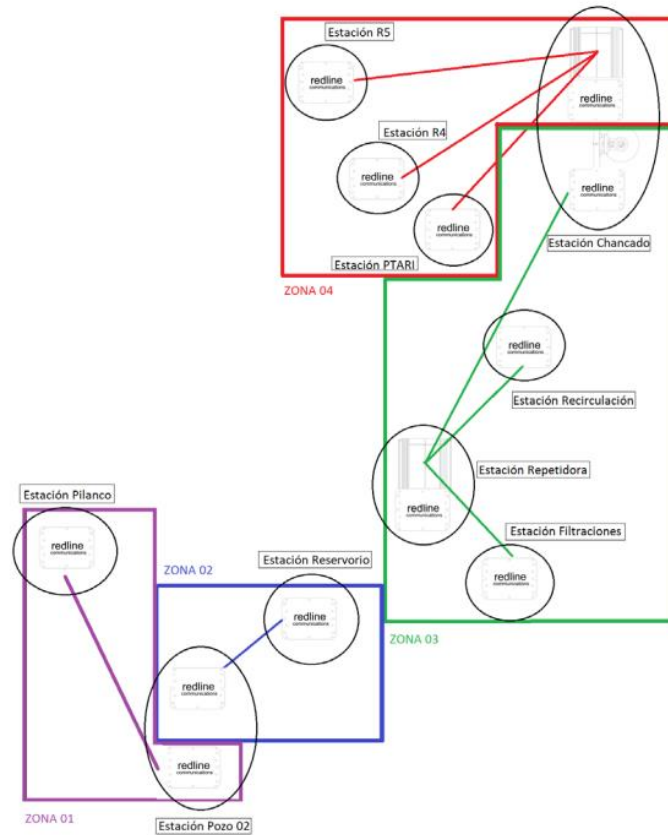 Estación R5
redline
communications
redline
communications
Estación R4
redline
communications
redline
communications
Estación Chancado
redline
communications
Estación PTARI
ZONA 04
redline
communications
Estación Recirculación
Estación Repetidora
redline
communications
Estación Filtraciones
redline
communications
ZONA 03
Estación Pilanco
redline
communications
ZONA 02
Estación Reservorio
redline
communications
redline
communications
redline
communications
ZONA 01
Estación Pozo 02